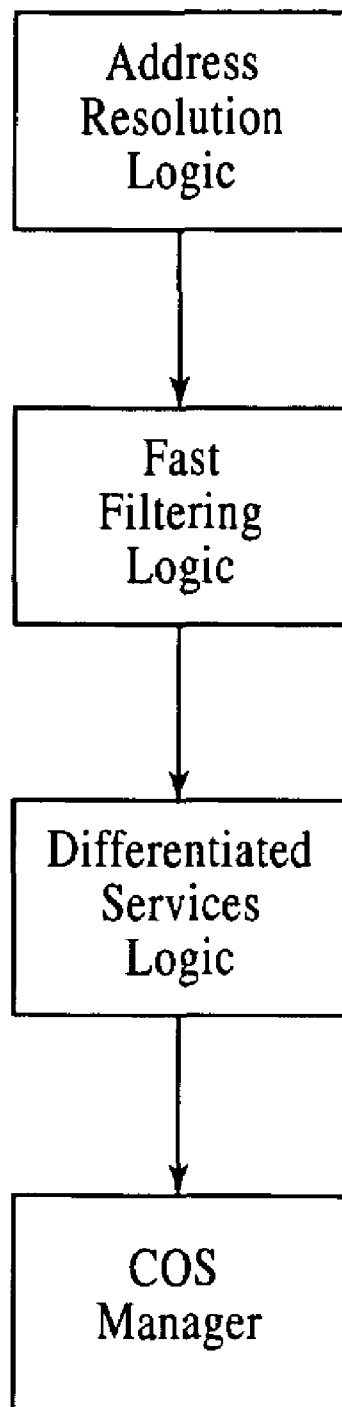 Address
Resolution
Logic
Fast
Filtering
Logic
Differentiated
Services
Logic
COS
Manager